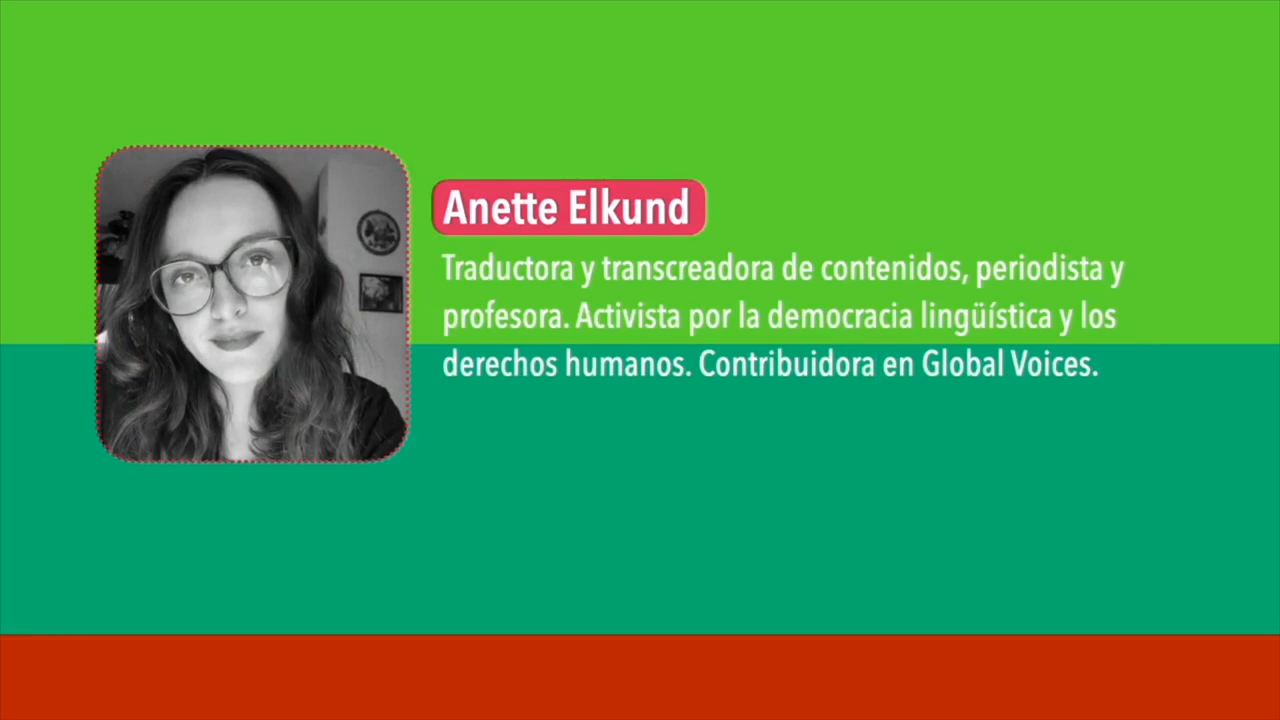 Anette Elkund
Traductora y transcreadora de contenidos, periodista y
profesora. Activista por la democracia lingüística y los
derechos humanos. Contribuidora en Global Voices.